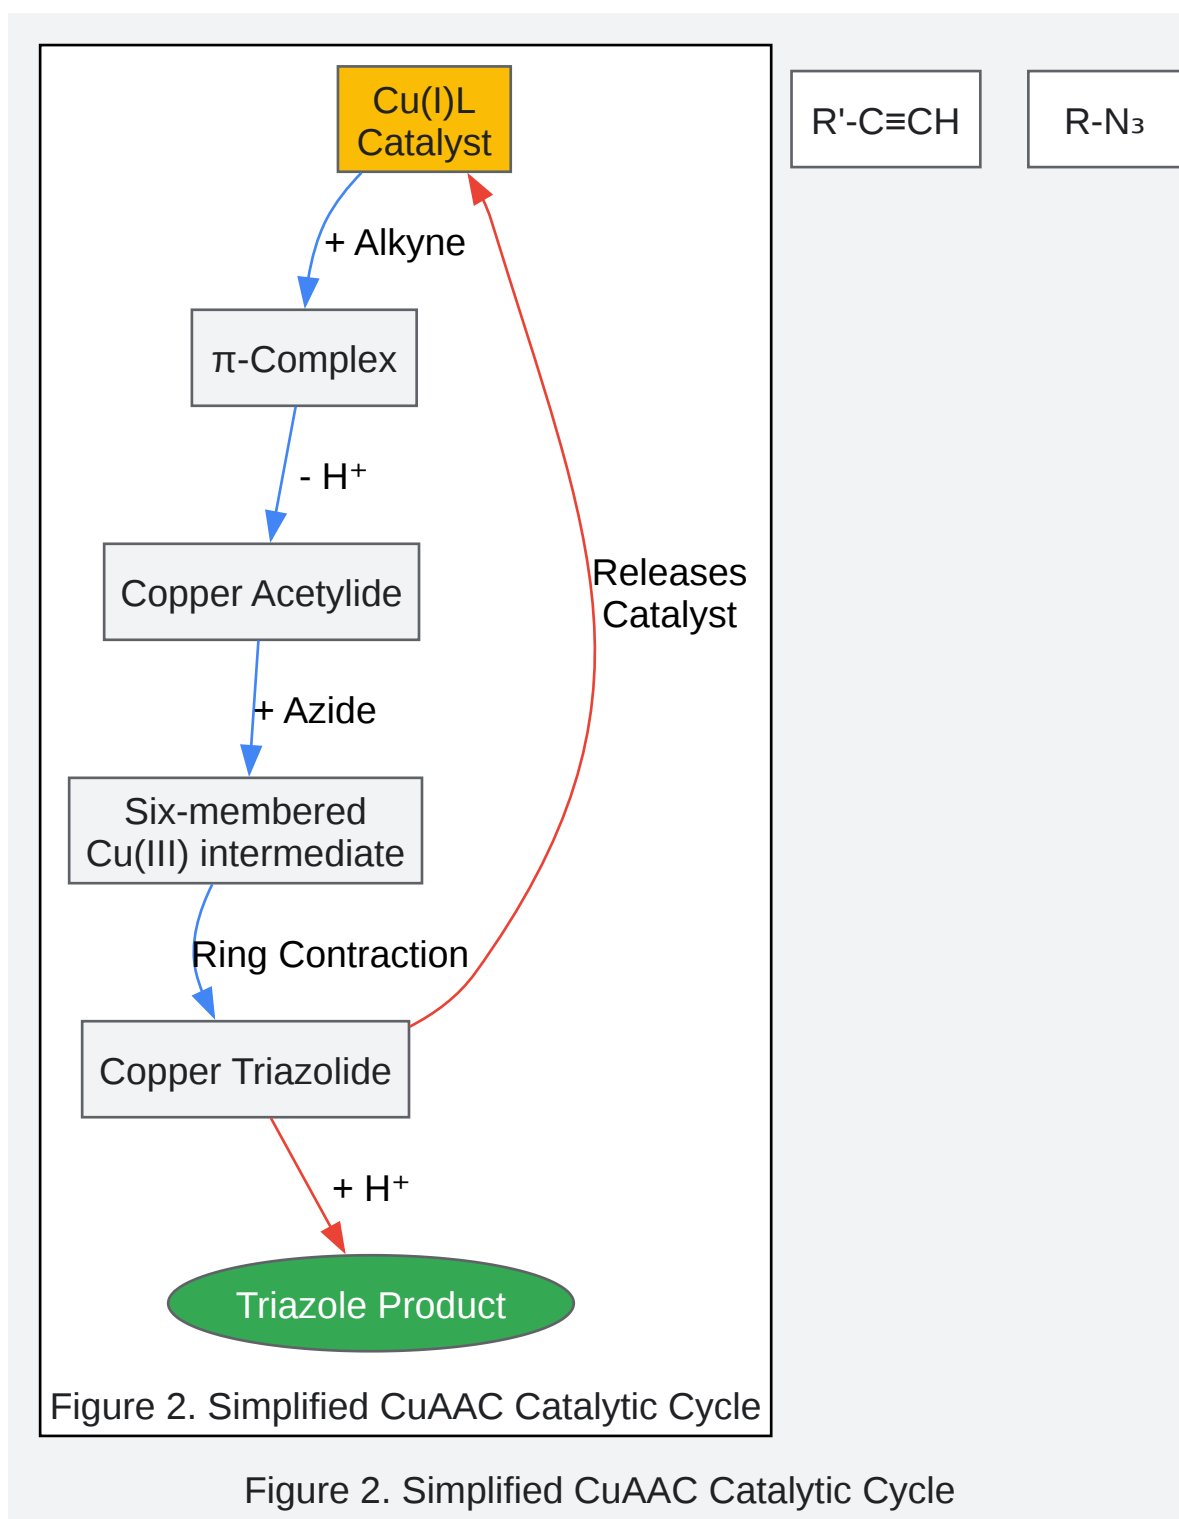 Cu(I)L
Catalyst
R'-C≡CH
R-N₃
+ Alkyne
π-Complex
- H⁺
Copper Acetylide
Releases
Catalyst
+ Azide
Six-membered
Cu(III) intermediate
Ring Contraction
Copper Triazolide
+ H⁺
Triazole Product
Figure 2. Simplified CuAAC Catalytic Cycle
Figure 2. Simplified CuAAC Catalytic Cycle